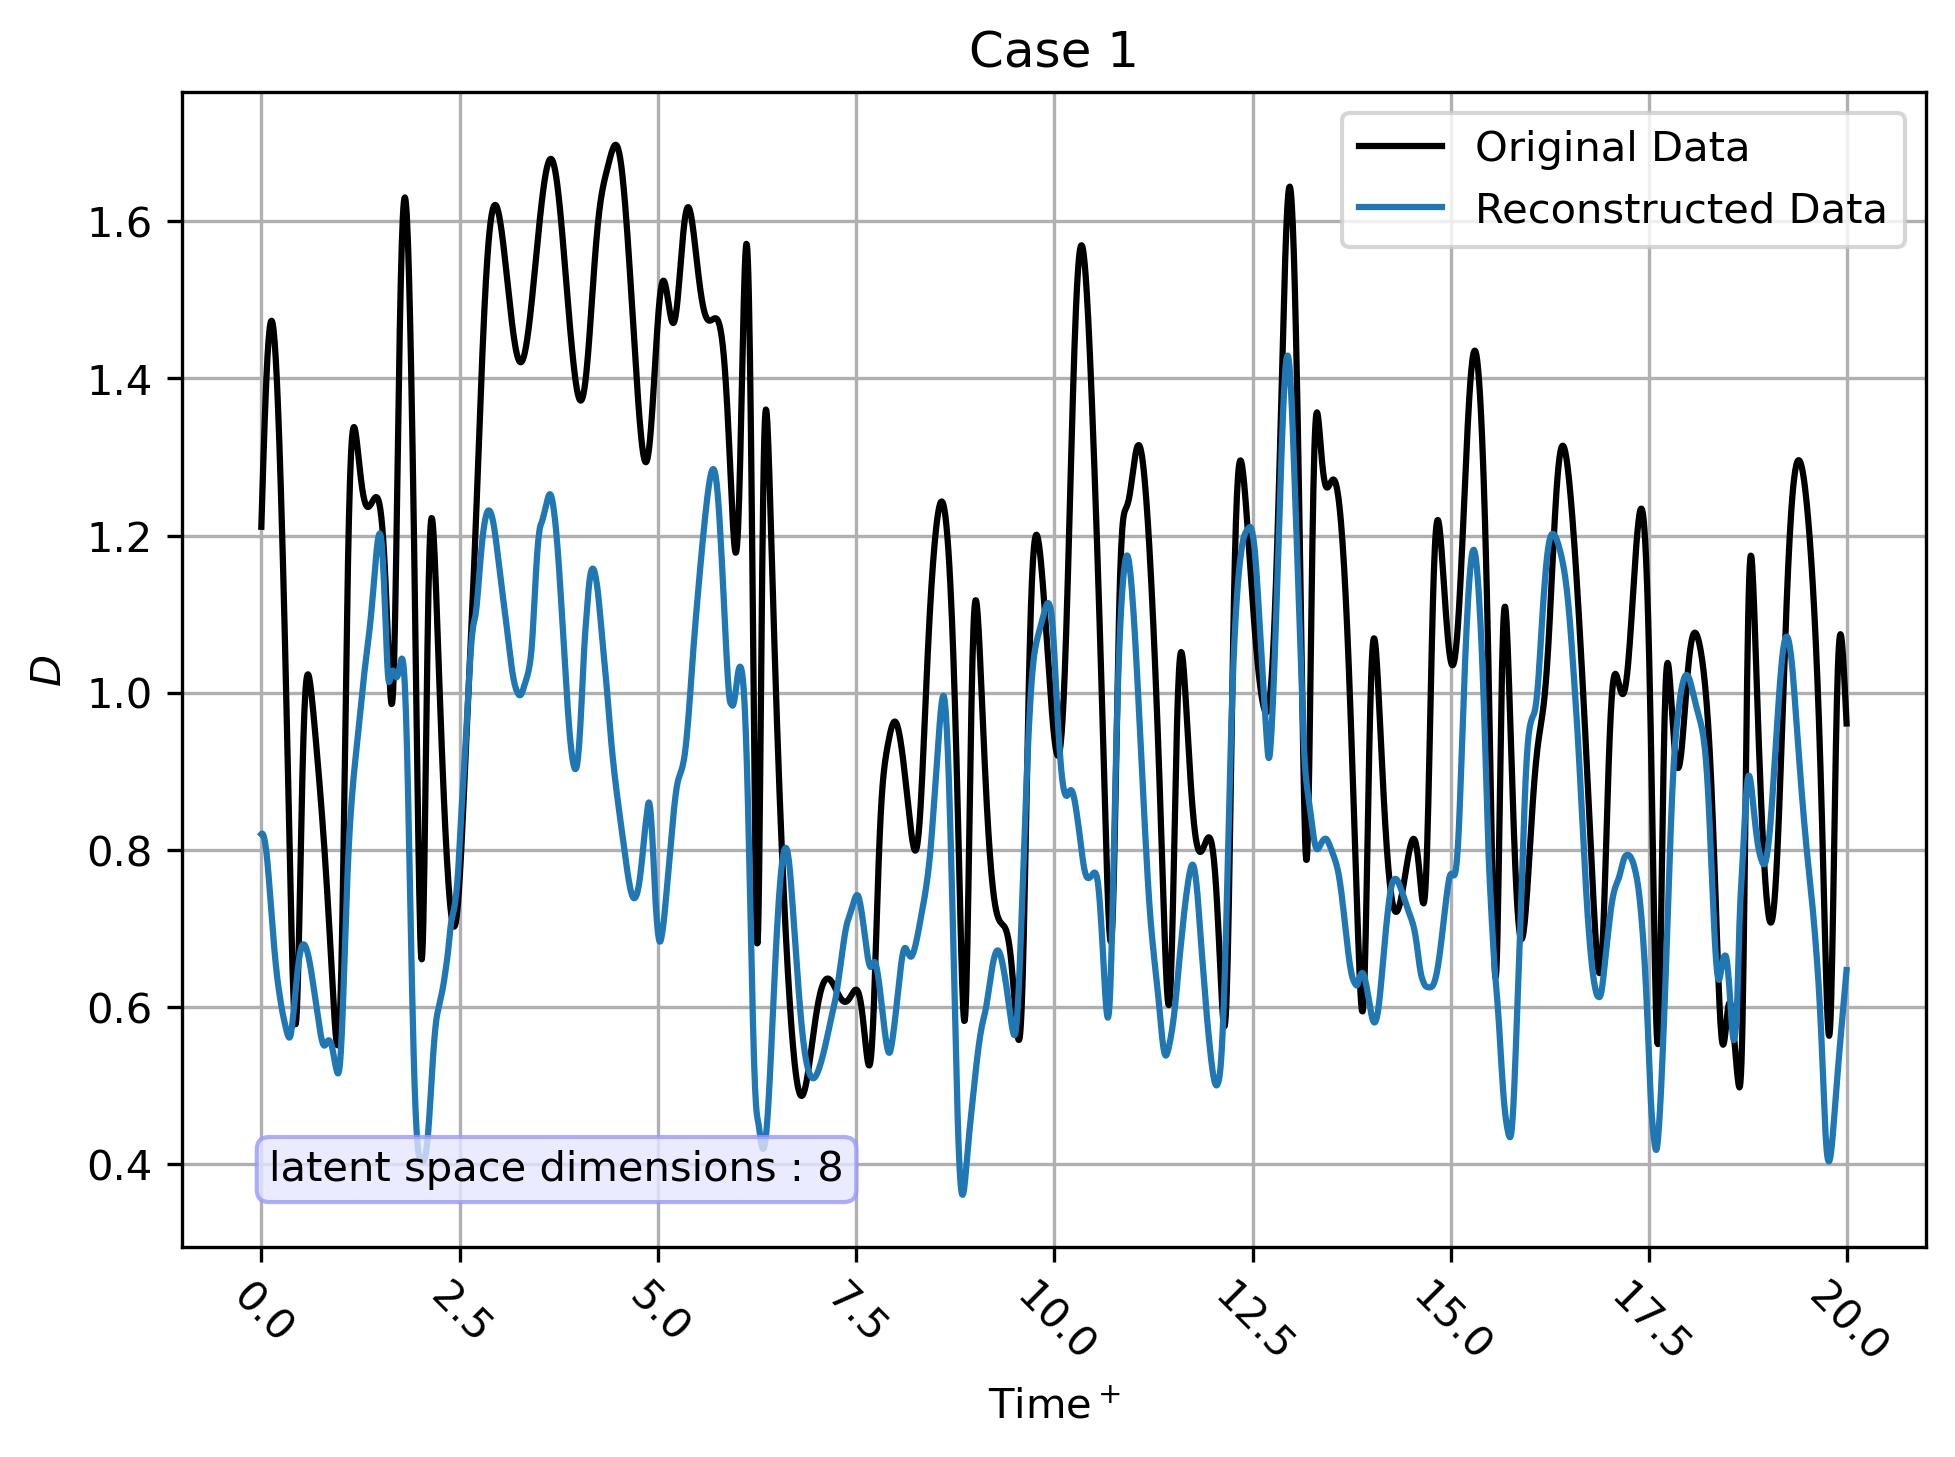 Case 1
Original Data
Reconstructed Data
1.6
1.4
1.2
1.0
0.8
0.6
0.4
D
latent space dimensions : 8
0.0 2.5 5.0 7.5 10.0 12.5 15.0 17.5 20.0
Time⁺